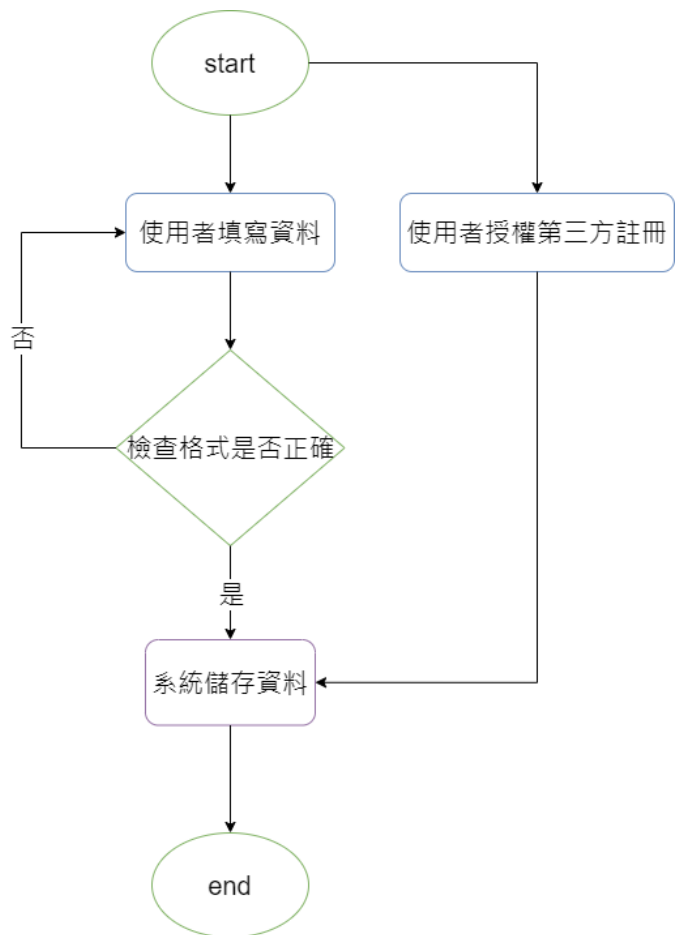 start
使用者填寫資料
使用者授權第三方註冊
否
檢查格式是否正確
是
系統儲存資料
end